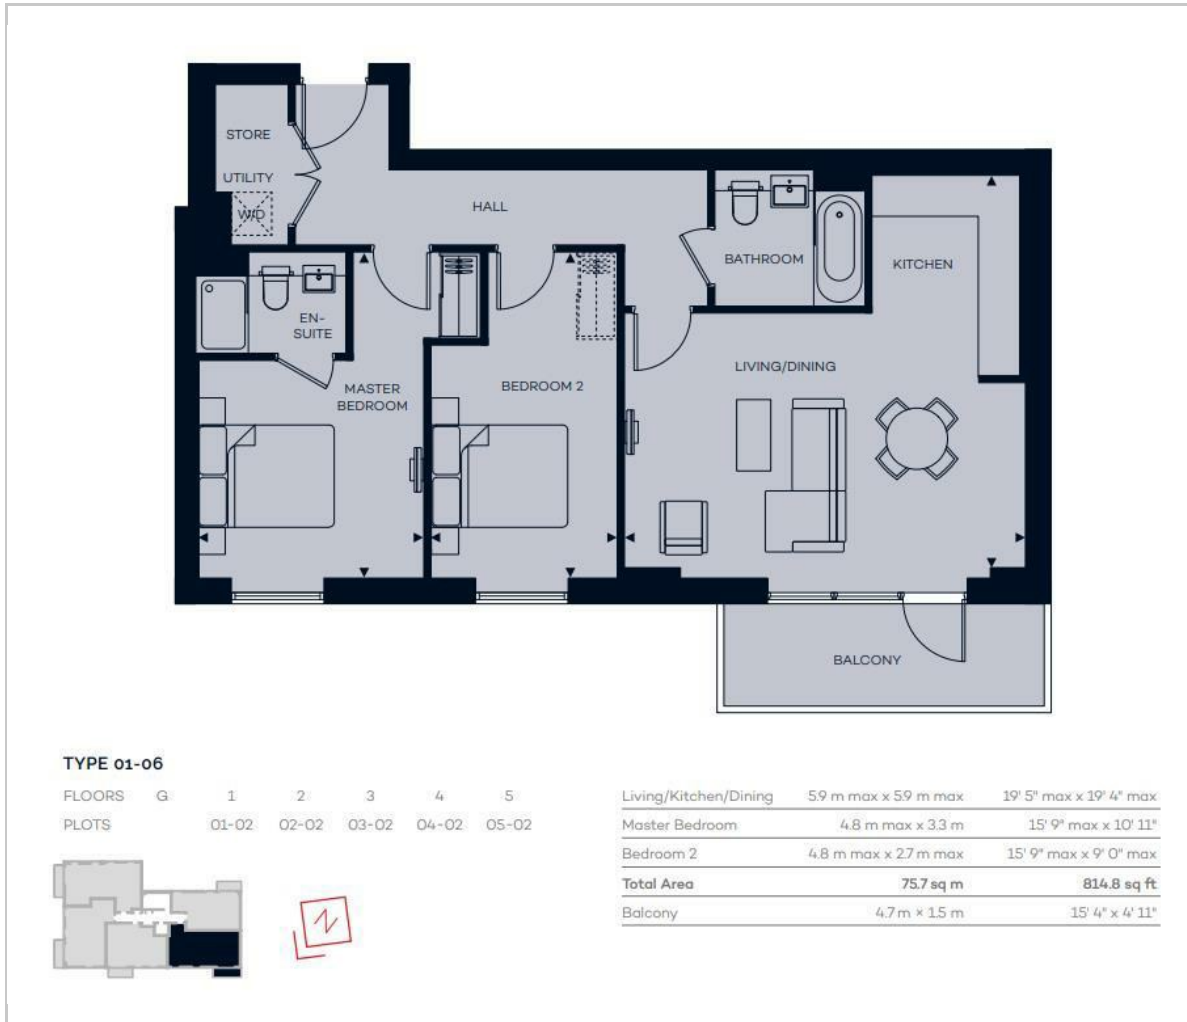 STORE
UTILITY
W/D
HALL
BATHROOM
KITCHEN
EN-
SUITE
MASTER
BEDROOM
BEDROOM 2
LIVING/DINING
BALCONY
TYPE 01-06
FLOORS G 1 2 3 4 5
PLOTS 01-02 02-02 03-02 04-02 05-02
Living/Kitchen/Dining 5.9 m max x 5.9 m max 19' 5" max x 19' 4" max
Master Bedroom 4.8 m max x 3.3 m 15' 9" max x 10' 11"
Bedroom 2 4.8 m max x 2.7 m max 15' 9" max x 9' 0" max
Total Area 75.7 sq m 814.8 sq ft
Balcony 4.7 m × 1.5 m 15' 4" x 4' 11"
N